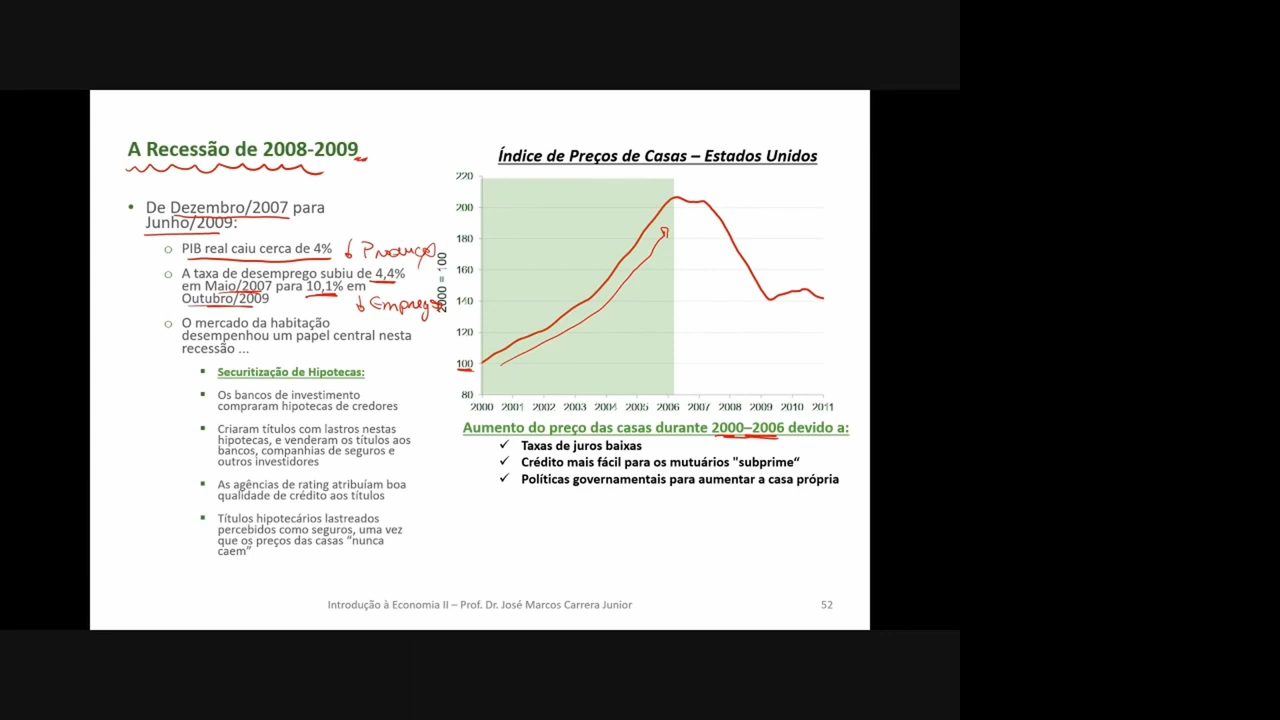 A Recessão de 2008-2009
• De Dezembro/2007 para
Junho/2009:
o PIB real caiu cerca de 4%
↓ Produção
o A taxa de desemprego subiu de 4,4%
em Maio/2007 para 10,1% em
Outubro/2009
↓ Emprego
o O mercado da habitação
desempenhou um papel central nesta
recessão ...
▪ Securitização de Hipotecas:
▪ Os bancos de investimento
compraram hipotecas de credores
▪ Criaram títulos com lastros nestas
hipotecas, e venderam os títulos aos
bancos, companhias de seguros e
outros investidores
▪ As agências de rating atribuíam boa
qualidade de crédito aos títulos
▪ Títulos hipotecários lastreados
percebidos como seguros, uma vez
que os preços das casas “nunca
caem”
Índice de Preços de Casas – Estados Unidos
220
200
180
160
140
120
100
80
2000 = 100
2000 2001 2002 2003 2004 2005 2006 2007 2008 2009 2010 2011
Aumento do preço das casas durante 2000–2006 devido a:
✓ Taxas de juros baixas
✓ Crédito mais fácil para os mutuários "subprime“
✓ Políticas governamentais para aumentar a casa própria
Introdução à Economia II – Prof. Dr. José Marcos Carrera Junior
52